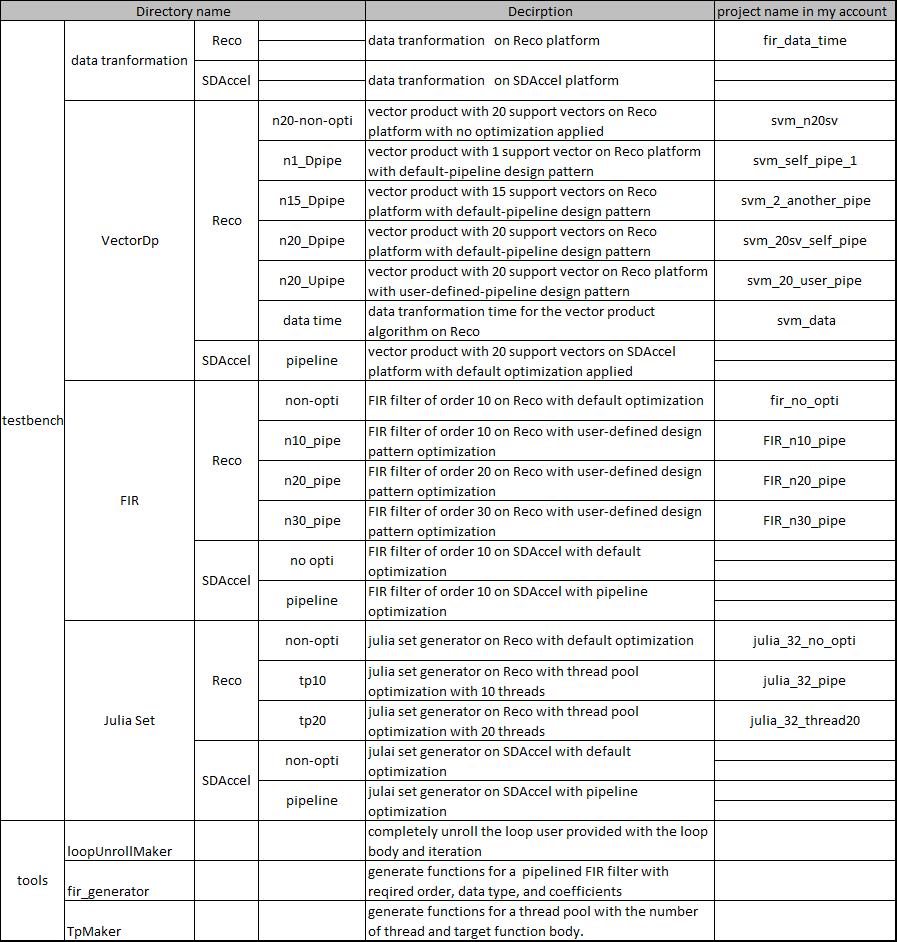 Directory name Decirption project name in my account
testbench
data tranformation
Reco
data tranformation on Reco platform
fir_data_time
SDAccel
data tranformation on SDAccel platform
VectorDp
Reco
n20-non-opti
vector product with 20 support vectors on Reco
platform with no optimization applied
svm_n20sv
n1_Dpipe
vector product with 1 support vector on Reco platform
with default-pipeline design pattern
svm_self_pipe_1
n15_Dpipe
vector product with 15 support vectors on Reco
platform with default-pipeline design pattern
svm_2_another_pipe
n20_Dpipe
vector product with 20 support vectors on Reco
platform with default-pipeline design pattern
svm_20sv_self_pipe
n20_Upipe
vector product with 20 support vector on Reco platform
with user-defined-pipeline design pattern
svm_20_user_pipe
data time
data tranformation time for the vector product
algorithm on Reco
svm_data
SDAccel
pipeline
vector product with 20 support vectors on SDAccel
platform with default optimization applied
FIR
Reco
non-opti
FIR filter of order 10 on Reco with default optimization
fir_no_opti
n10_pipe
FIR filter of order 10 on Reco with user-defined design
pattern optimization
FIR_n10_pipe
n20_pipe
FIR filter of order 20 on Reco with user-defined design
pattern optimization
FIR_n20_pipe
n30_pipe
FIR filter of order 30 on Reco with user-defined design
pattern optimization
FIR_n30_pipe
SDAccel
no opti
FIR filter of order 10 on SDAccel with default
optimization
pipeline
FIR filter of order 10 on SDAccel with pipeline
optimization
Julia Set
Reco
non-opti
julia set generator on Reco with default optimization
julia_32_no_opti
tp10
julia set generator on Reco with thread pool
optimization with 10 threads
julia_32_pipe
tp20
julia set generator on Reco with thread pool
optimization with 20 threads
julia_32_thread20
SDAccel
non-opti
julai set generator on SDAccel with default
optimization
pipeline
julai set generator on SDAccel with pipeline
optimization
tools
loopUnrollMaker
completely unroll the loop user provided with the loop
body and iteration
fir_generator
generate functions for a pipelined FIR filter with
reqired order, data type, and coefficients
TpMaker
generate functions for a thread pool with the number
of thread and target function body.